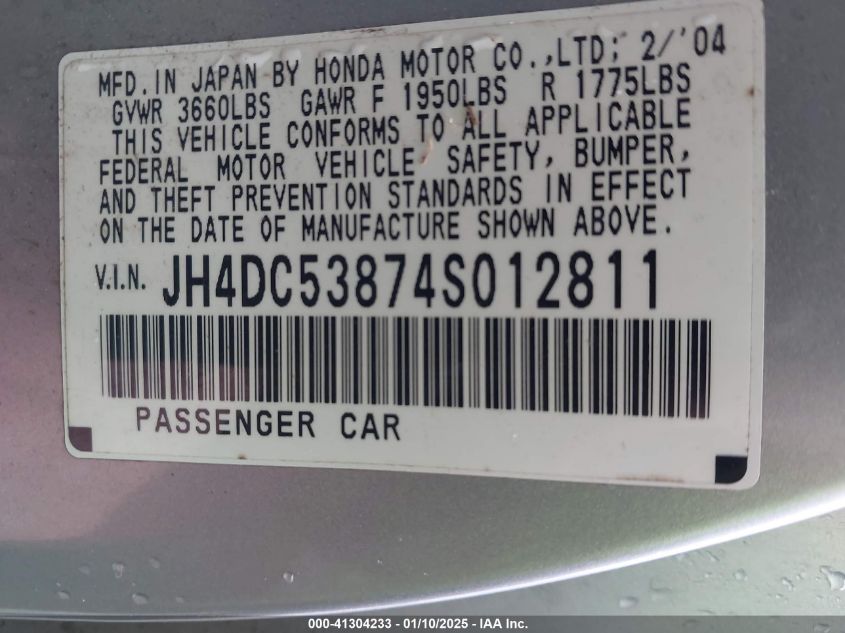 MFD. IN JAPAN BY HONDA MOTOR CO.,LTD; 2/'04
GVWR 3660LBS GAWR F 1950LBS R 1775LBS
THIS VEHICLE CONFORMS TO ALL APPLICABLE
FEDERAL MOTOR VEHICLE SAFETY, BUMPER,
AND THEFT PREVENTION STANDARDS IN EFFECT
ON THE DATE OF MANUFACTURE SHOWN ABOVE.
V.I.N. JH4DC53874S012811
PASSENGER CAR
000-41304233 - 01/10/2025 - IAA Inc.